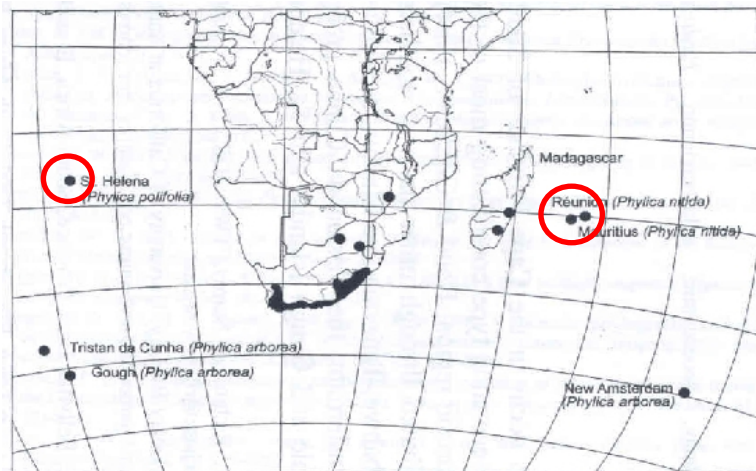 Madagascar
St. Helena
(Phylica polifolia)
Réunion (Phylica nitida)
Mauritius (Phylica nitida)
Tristan da Cunha (Phylica arborea)
Gough (Phylica arborea)
New Amsterdam
(Phylica arborea)